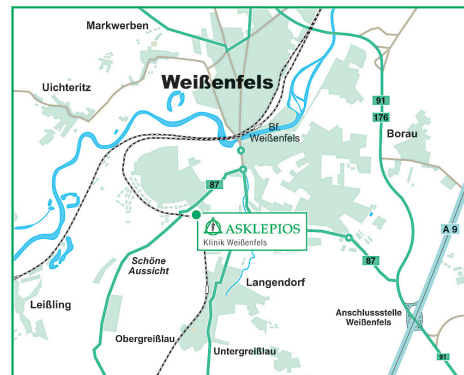 Markwerben
Weißenfels
Uichteritz
91
176
Bf.
Weißenfels
Borau
87
ASKLEPIOS
Klinik Weißenfels
A 9
Schöne
Aussicht
87
Langendorf
Leißling
Anschlussstelle
Weißenfels
Obergreißlau
Untergreißlau
91